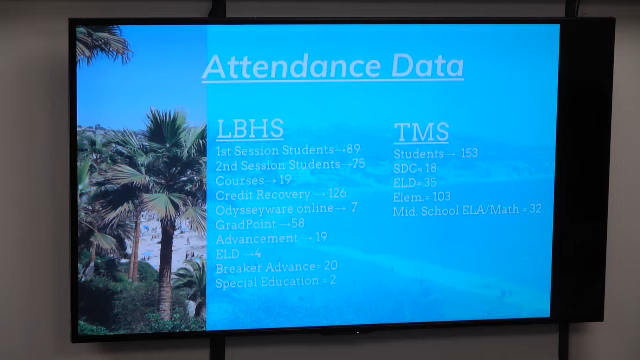 Attendance Data
LBHS
1st Session Students→89
2nd Session Students→75
Courses→19
Credit Recovery → 126
Odysseyware online→ 7
GradPoint →58
Advancement → 19
ELD →4
Breaker Advance= 20
Special Education = 2
TMS
Students→ 153
SDC= 18
ELD= 35
Elem.= 103
Mid. School ELA/Math = 32